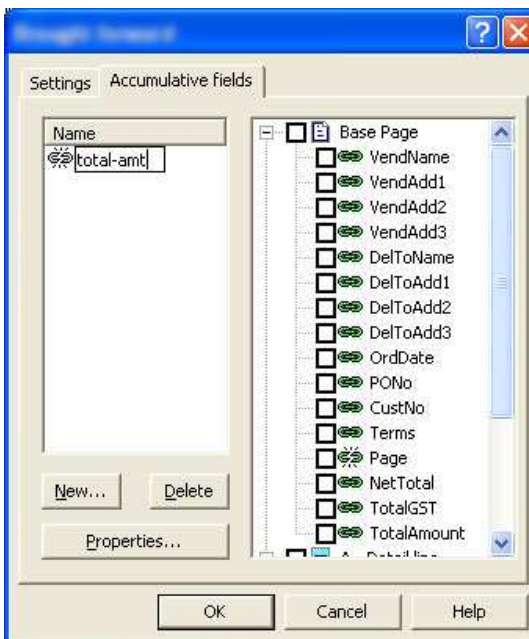 Settings
Accumulative fields
Name
total-amt
Base Page
VendName
VendAdd1
VendAdd2
VendAdd3
DelToName
DelToAdd1
DelToAdd2
DelToAdd3
OrdDate
PONo
CustNo
Terms
Page
NetTotal
TotalGST
TotalAmount
New...
Delete
Properties...
OK
Cancel
Help